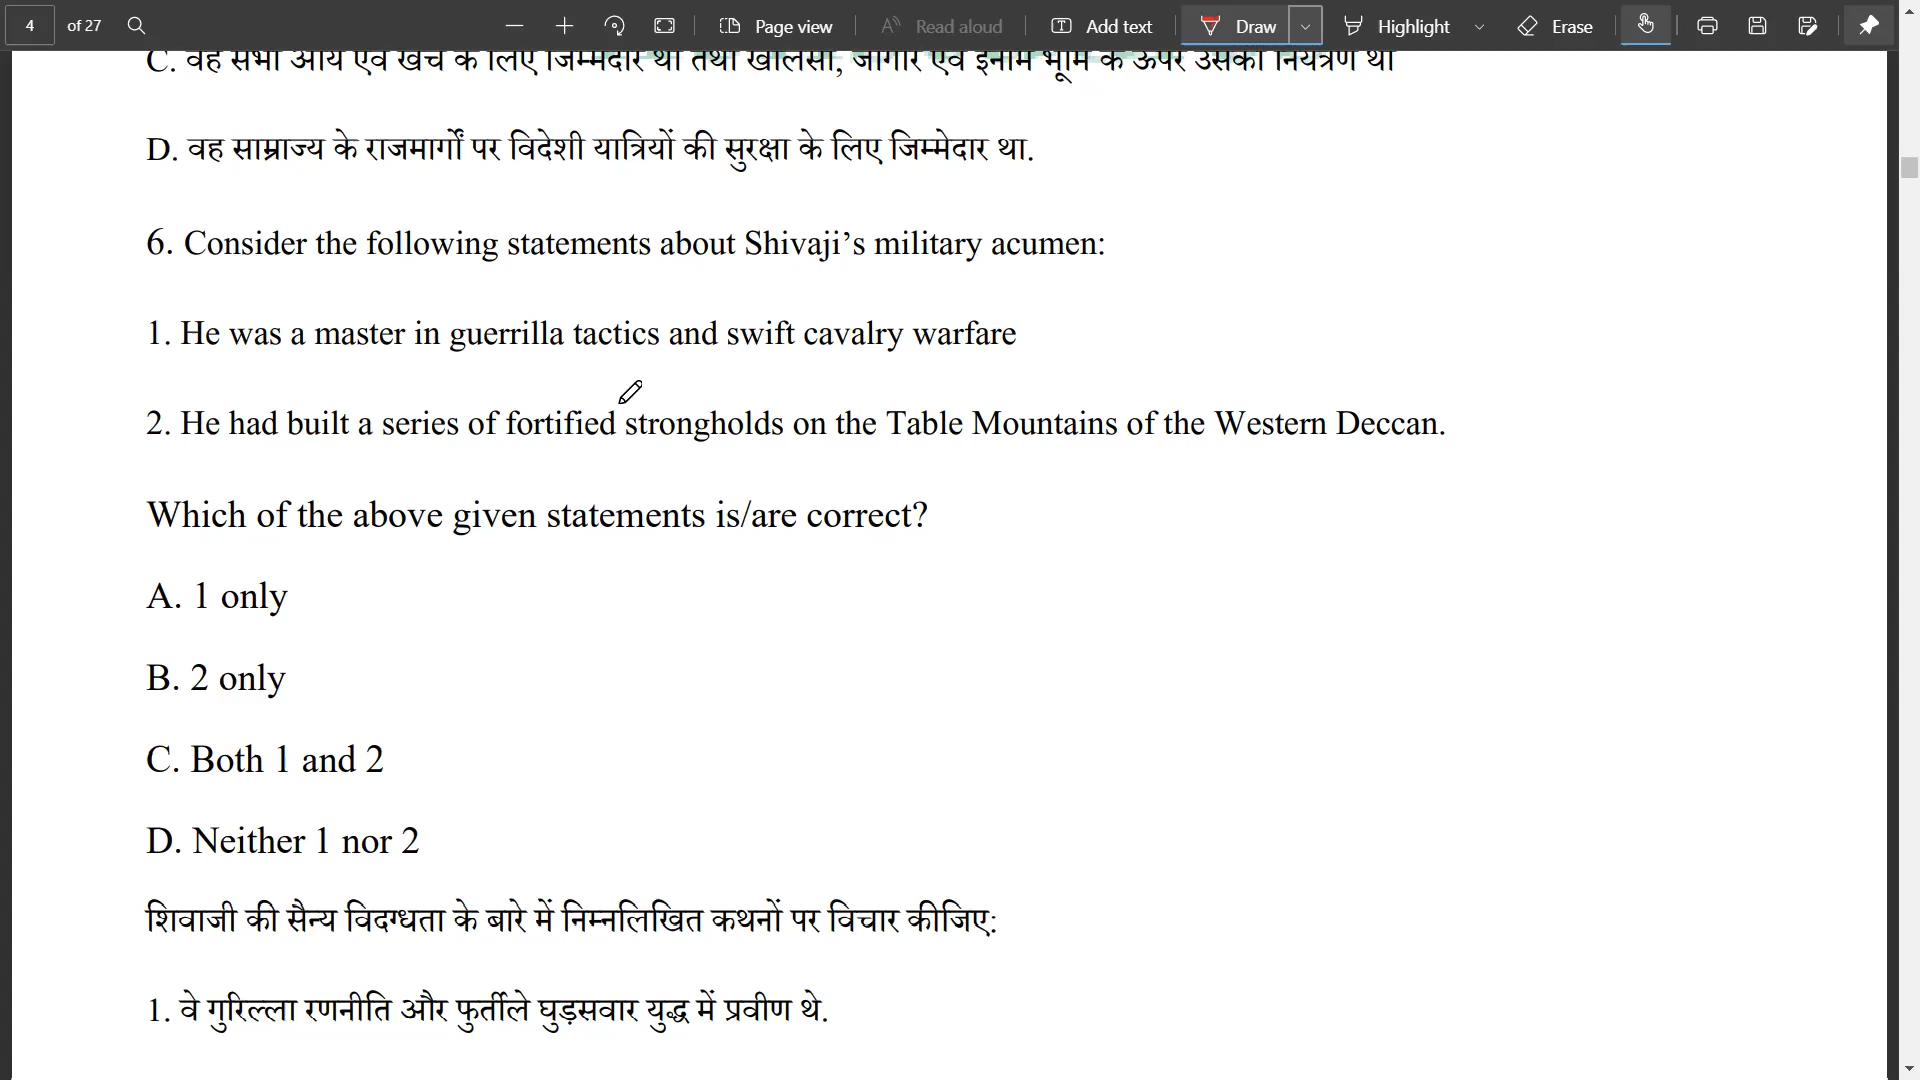 4 of 27 Page view Read aloud Add text Draw Highlight Erase
C. वह सभी आय एवं खर्च के लिए जिम्मेदार था तथा खालसा, जागीर एवं इनाम भूमि के ऊपर उसका नियंत्रण था
D. वह साम्राज्य के राजमार्गों पर विदेशी यात्रियों की सुरक्षा के लिए जिम्मेदार था.
6. Consider the following statements about Shivaji’s military acumen:
1. He was a master in guerrilla tactics and swift cavalry warfare
2. He had built a series of fortified strongholds on the Table Mountains of the Western Deccan.
Which of the above given statements is/are correct?
A. 1 only
B. 2 only
C. Both 1 and 2
D. Neither 1 nor 2
शिवाजी की सैन्य विदग्धता के बारे में निम्नलिखित कथनों पर विचार कीजिए:
1. वे गुरिल्ला रणनीति और फुर्तीले घुड़सवार युद्ध में प्रवीण थे.